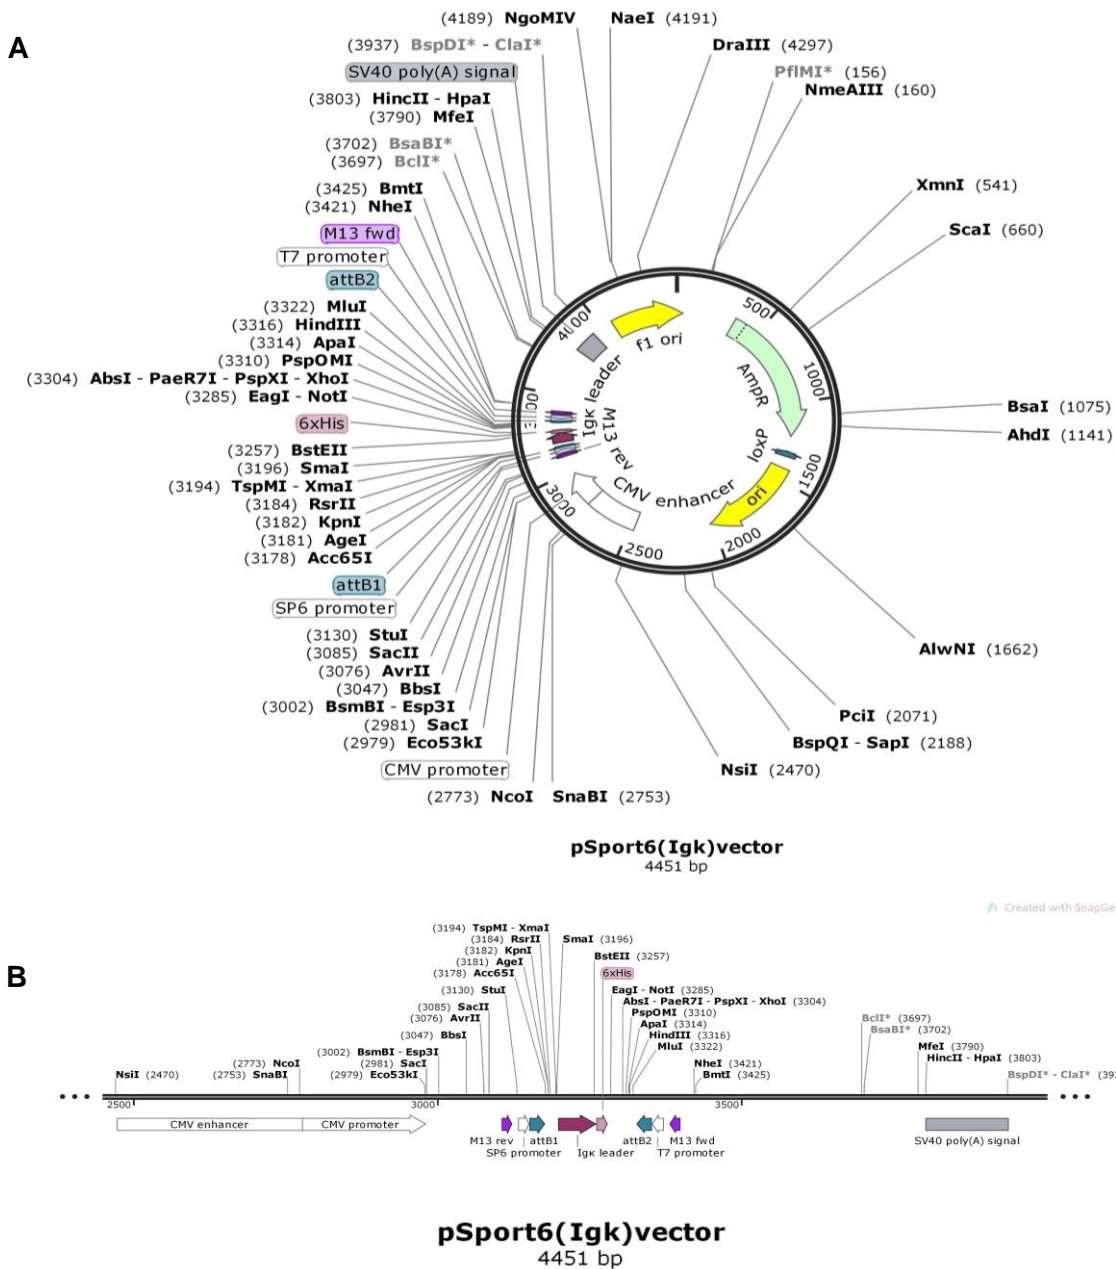 A
(4189) NgoMIV NaeI (4191)
(3937) BspDI* - ClaI* DraIII (4297)
SV40 poly(A) signal PflMI* (156)
(3803) HincII - HpaI NmeAIII (160)
(3790) MfeI
(3702) BsaBI*
(3697) BclI*
(3425) BmtI XmnI (541)
(3421) NheI
M13 fwd ScaI (660)
T7 promoter
attB2
(3322) MluI
(3316) HindIII
(3314) ApaI
(3310) PspOMI
(3304) AbsI - PaeR7I - PspXI - XhoI
(3285) EagI - NotI BsaI (1075)
6xHis AhdI (1141)
(3257) BstEII
(3196) SmaI
(3194) TspMI - XmaI
(3184) RsrII
(3182) KpnI
(3181) AgeI
(3178) Acc65I
attB1
SP6 promoter
(3130) StuI
(3085) SacII AlwNI (1662)
(3076) AvrII
(3047) BbsI
(3002) BsmBI - Esp3I PciI (2071)
(2981) SacI
(2979) Eco53kI BspQI - SapI (2188)
CMV promoter NsiI (2470)
(2773) NcoI SnaBI (2753)
500
1000
1500
2000
2500
3000
4000
f1 ori
AmpR
loxP
ori
CMV enhancer
M13 rev
Igκ leader
pSport6(Igk)vector
4451 bp
Created with SnapGe
B
(3194) TspMI - XmaI
(3184) RsrII SmaI (3196)
(3182) KpnI
(3181) AgeI BstEII (3257)
(3178) Acc65I 6xHis
(3130) StuI EagI - NotI (3285)
AbsI - PaeR7I - PspXI - XhoI (3304)
(3085) SacII PspOMI (3310)
(3076) AvrII ApaI (3314) BclI* (3697)
(3047) BbsI HindIII (3316) BsaBI* (3702)
MluI (3322) MfeI (3790)
(3002) BsmBI - Esp3I
(2773) NcoI (2981) SacI NheI (3421) HincII - HpaI (3803)
NsiI (2470) (2753) SnaBI (2979) Eco53kI BmtI (3425) BspDI* - ClaI* (39
2500 3000 3500
CMV enhancer CMV promoter
M13 rev attB1 attB2 M13 fwd SV40 poly(A) signal
SP6 promoter Igκ leader T7 promoter
pSport6(Igk)vector
4451 bp